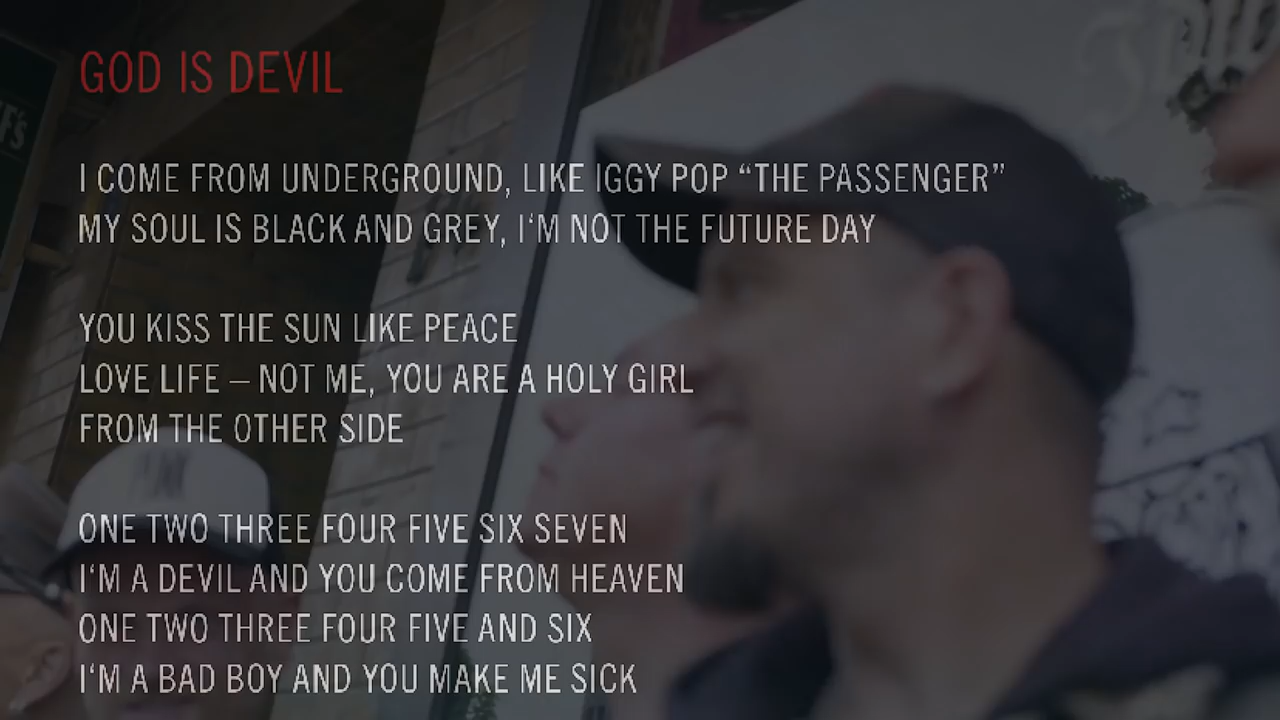 GOD IS DEVIL
I COME FROM UNDERGROUND, LIKE IGGY POP “THE PASSENGER”
MY SOUL IS BLACK AND GREY, I‘M NOT THE FUTURE DAY
YOU KISS THE SUN LIKE PEACE
LOVE LIFE – NOT ME, YOU ARE A HOLY GIRL
FROM THE OTHER SIDE
ONE TWO THREE FOUR FIVE SIX SEVEN
I‘M A DEVIL AND YOU COME FROM HEAVEN
ONE TWO THREE FOUR FIVE AND SIX
I‘M A BAD BOY AND YOU MAKE ME SICK